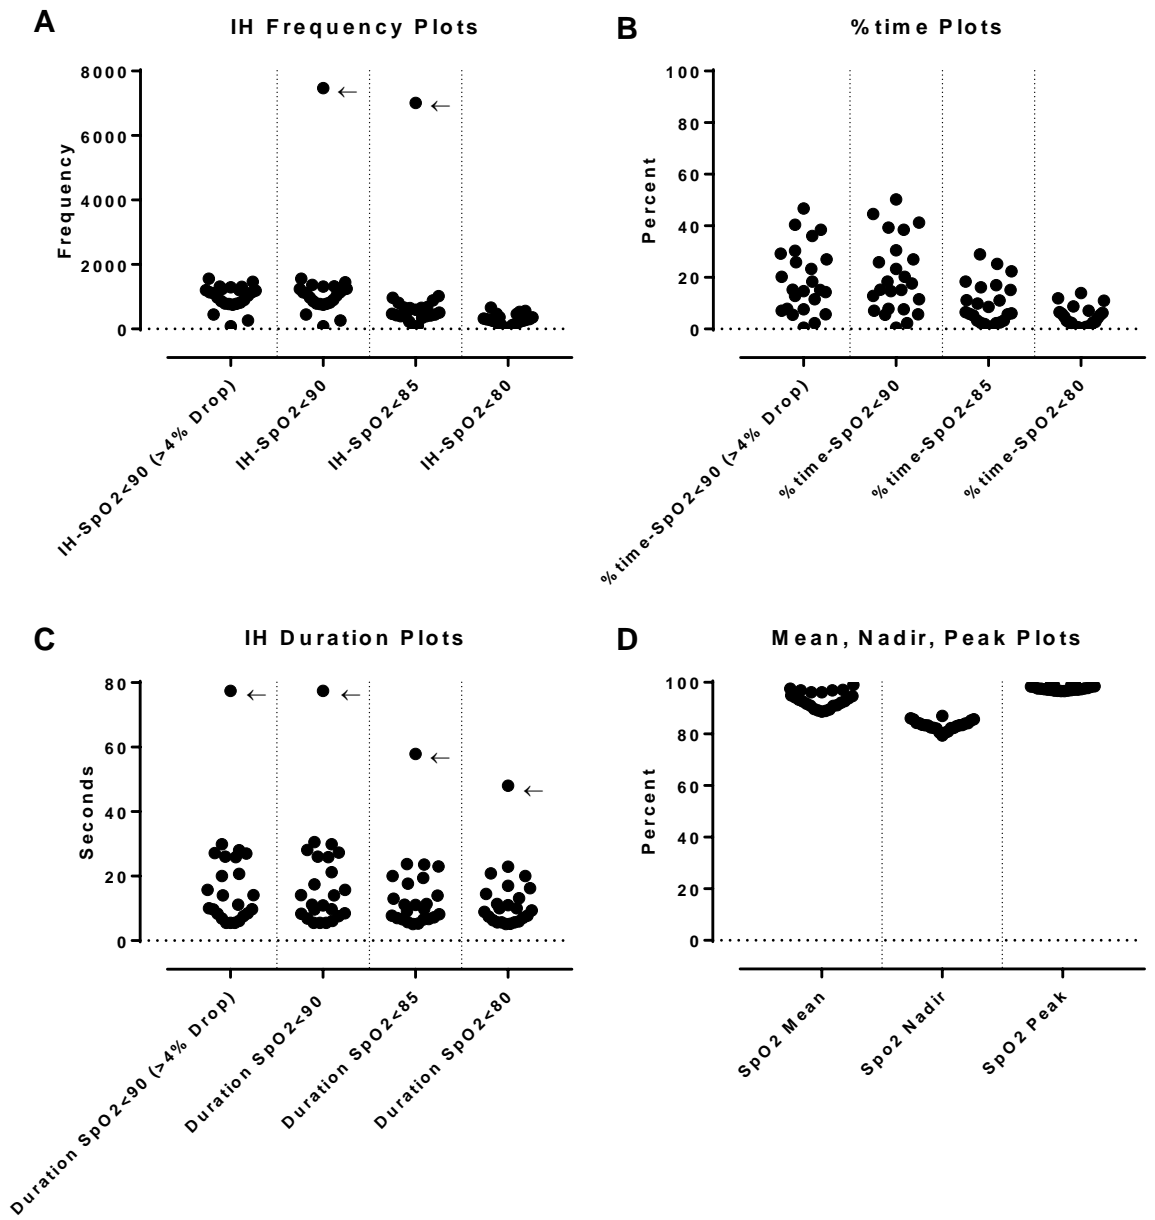 A
IH Frequency Plots
8000
6000
4000
2000
0
Frequency
←
←
IH-SpO2<90 (>4% Drop)
IH-SpO2<90
IH-SpO2<85
IH-SpO2<80
B
%time Plots
100
80
60
40
20
0
Percent
%time-SpO2<90 (>4% Drop)
%time-SpO2<90
%time-SpO2<85
%time-SpO2<80
C
IH Duration Plots
80
60
40
20
0
Seconds
←
←
←
←
Duration SpO2<90 (>4% Drop)
Duration SpO2<90
Duration SpO2<85
Duration SpO2<80
D
Mean, Nadir, Peak Plots
100
80
60
40
20
0
Percent
SpO2 Mean
Spo2 Nadir
SpO2 Peak